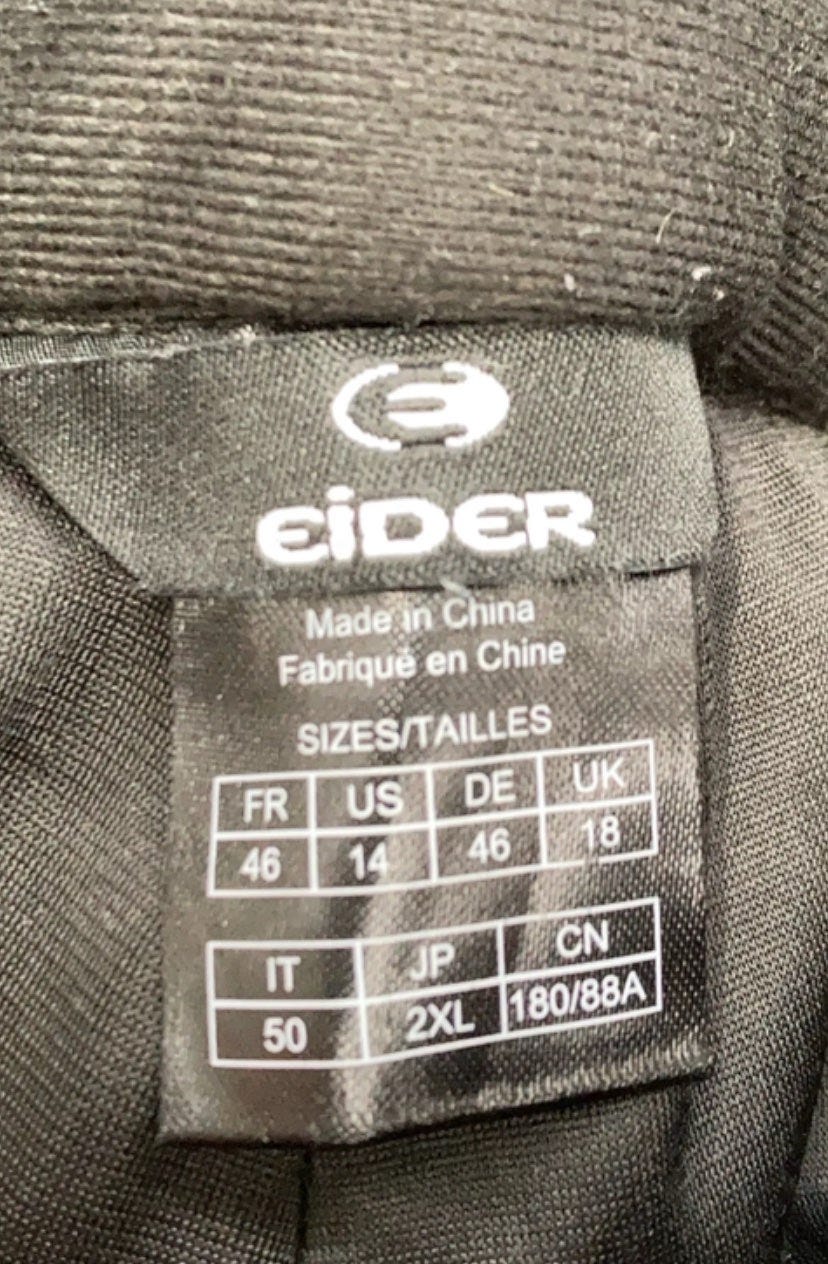 EiDER
Made in China
Fabriqué en Chine
SIZES/TAILLES
FR US DE UK
46 14 46 18
IT JP CN
50 2XL 180/88A